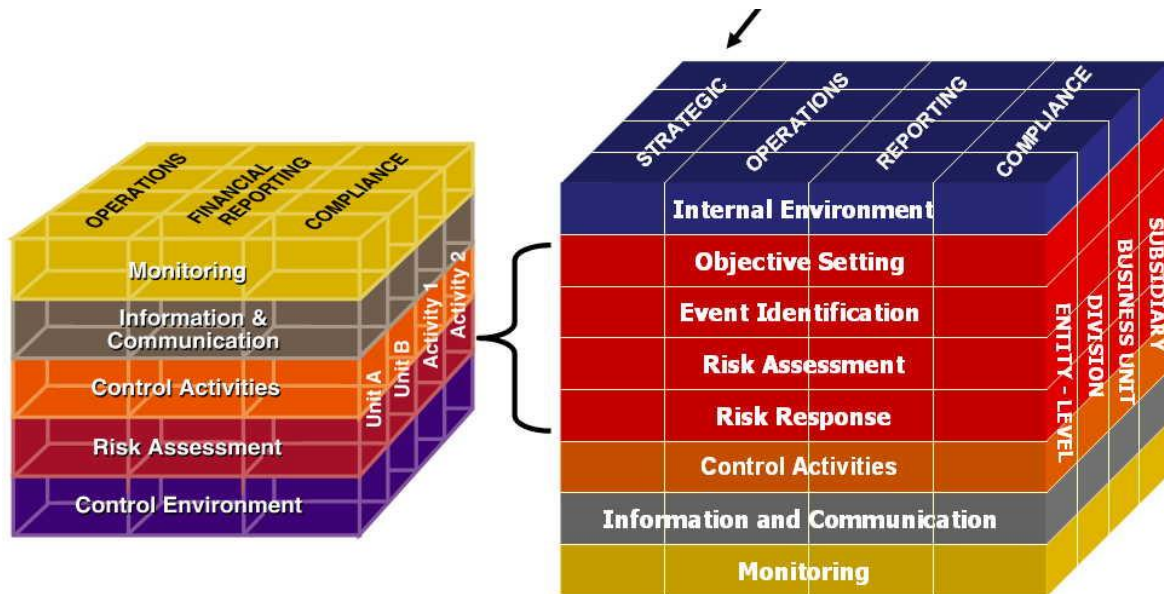 OPERATIONS
FINANCIAL
REPORTING
COMPLIANCE
Monitoring
Information &
Communication
Control Activities
Risk Assessment
Control Environment
Unit A
Unit B
Activity 1
Activity 2
STRATEGIC
OPERATIONS
REPORTING
COMPLIANCE
Internal Environment
Objective Setting
Event Identification
Risk Assessment
Risk Response
Control Activities
Information and Communication
Monitoring
ENTITY - LEVEL
DIVISION
BUSINESS UNIT
SUBSIDIARY